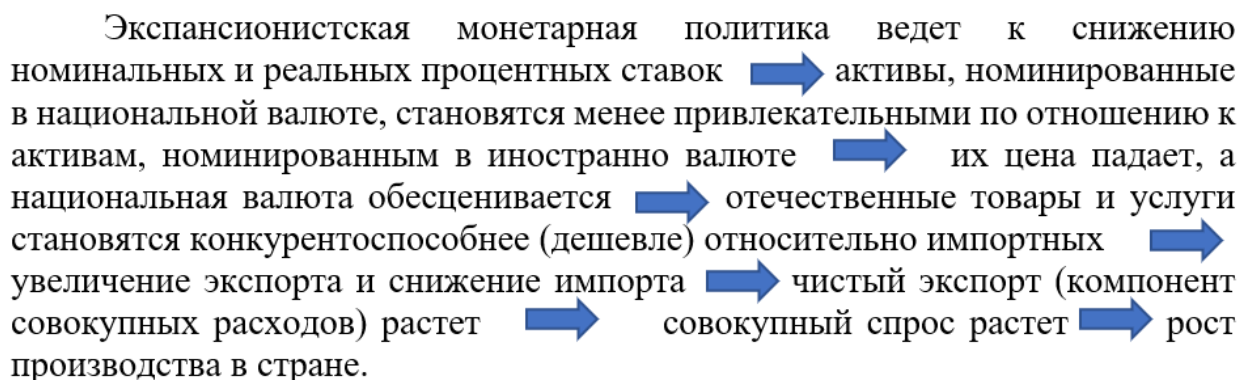 Экспансионистская монетарная политика ведет к снижению
номинальных и реальных процентных ставок активы, номинированные
в национальной валюте, становятся менее привлекательными по отношению к
активам, номинированным в иностранно валюте их цена падает, а
национальная валюта обесценивается отечественные товары и услуги
становятся конкурентоспособнее (дешевле) относительно импортных
увеличение экспорта и снижение импорта чистый экспорт (компонент
совокупных расходов) растет совокупный спрос растет рост
производства в стране.